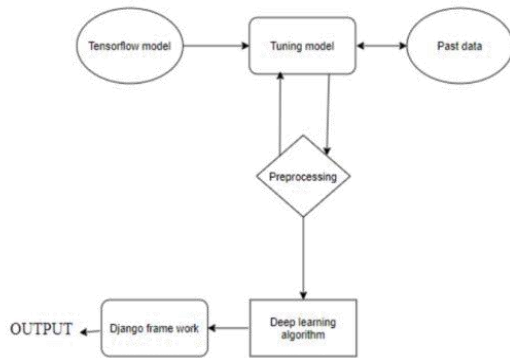 Tensorflow model
Tuning model
Past data
Preprocessing
Deep learning
algorithm
Django frame work
OUTPUT